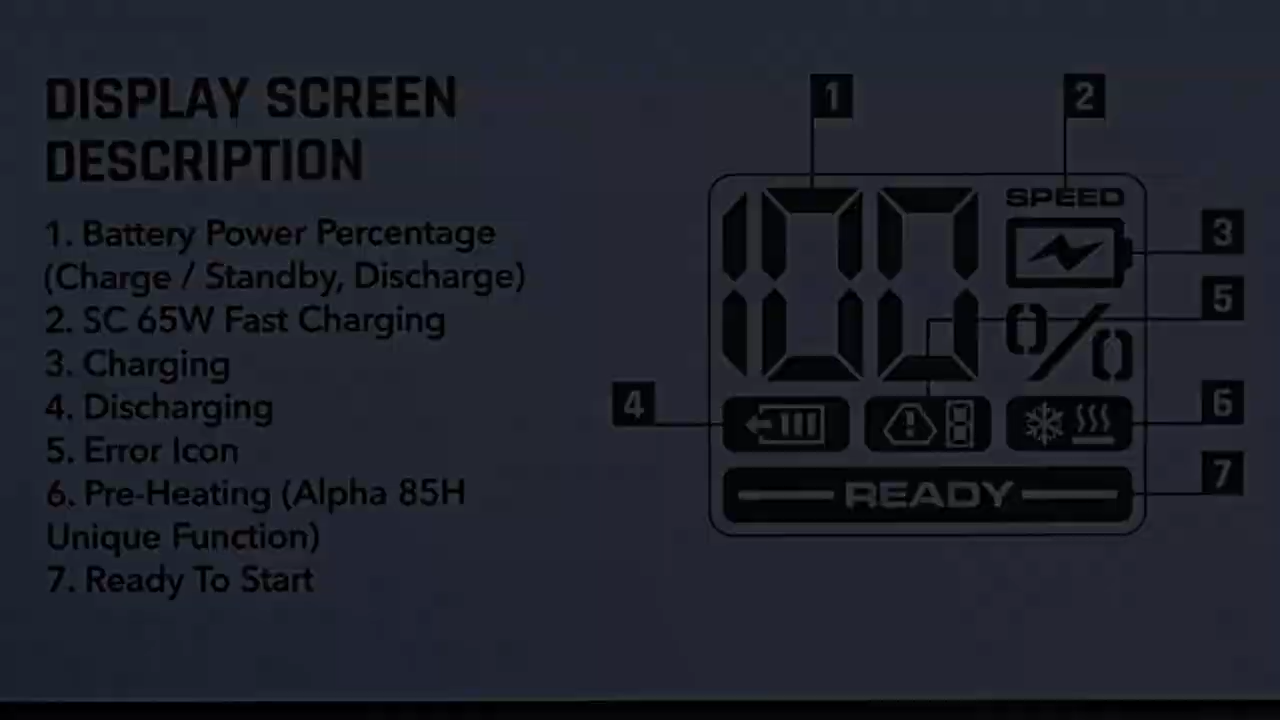 DISPLAY SCREEN
DESCRIPTION
1. Battery Power Percentage
(Charge / Standby, Discharge)
2. SC 65W Fast Charging
3. Charging
4. Discharging
5. Error Icon
6. Pre-Heating (Alpha 85H
Unique Function)
7. Ready To Start
1
2
100
SPEED
3
5
%
4
8
6
READY
7